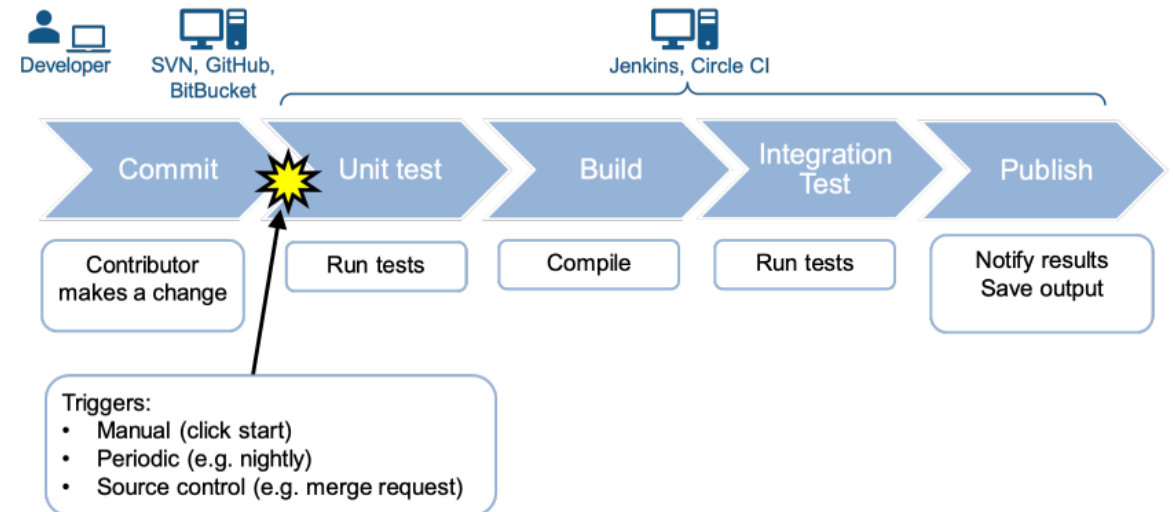 Developer
SVN, GitHub,
BitBucket
Jenkins, Circle CI
Commit
Unit test
Build
Integration
Test
Publish
Contributor
makes a change
Run tests
Compile
Run tests
Notify results
Save output
Triggers:
• Manual (click start)
• Periodic (e.g. nightly)
• Source control (e.g. merge request)